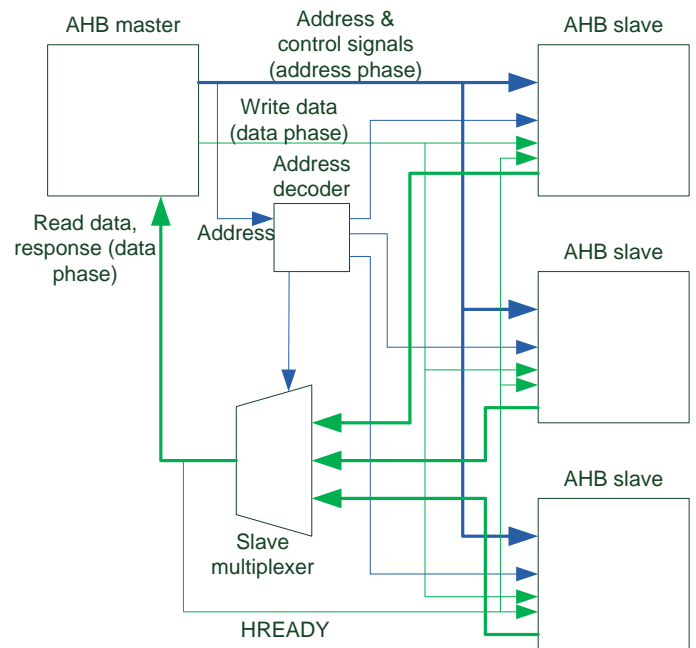 AHB master
Address &
control signals
(address phase)
AHB slave
Write data
(data phase)
Address
decoder
Read data,
response (data
phase)
Address
AHB slave
AHB slave
Slave
multiplexer
HREADY